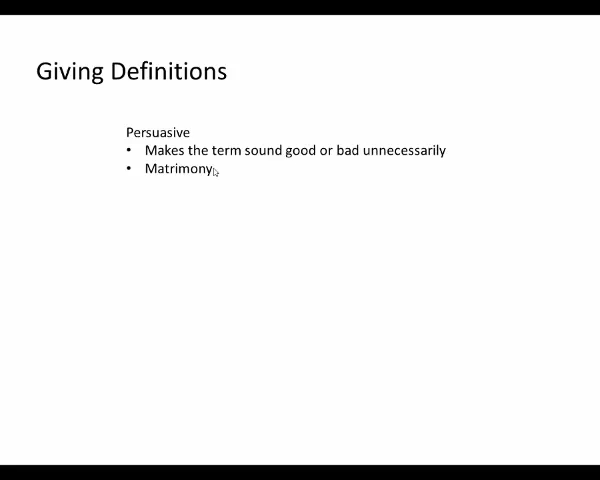 Giving Definitions
Persuasive
• Makes the term sound good or bad unnecessarily
• Matrimony